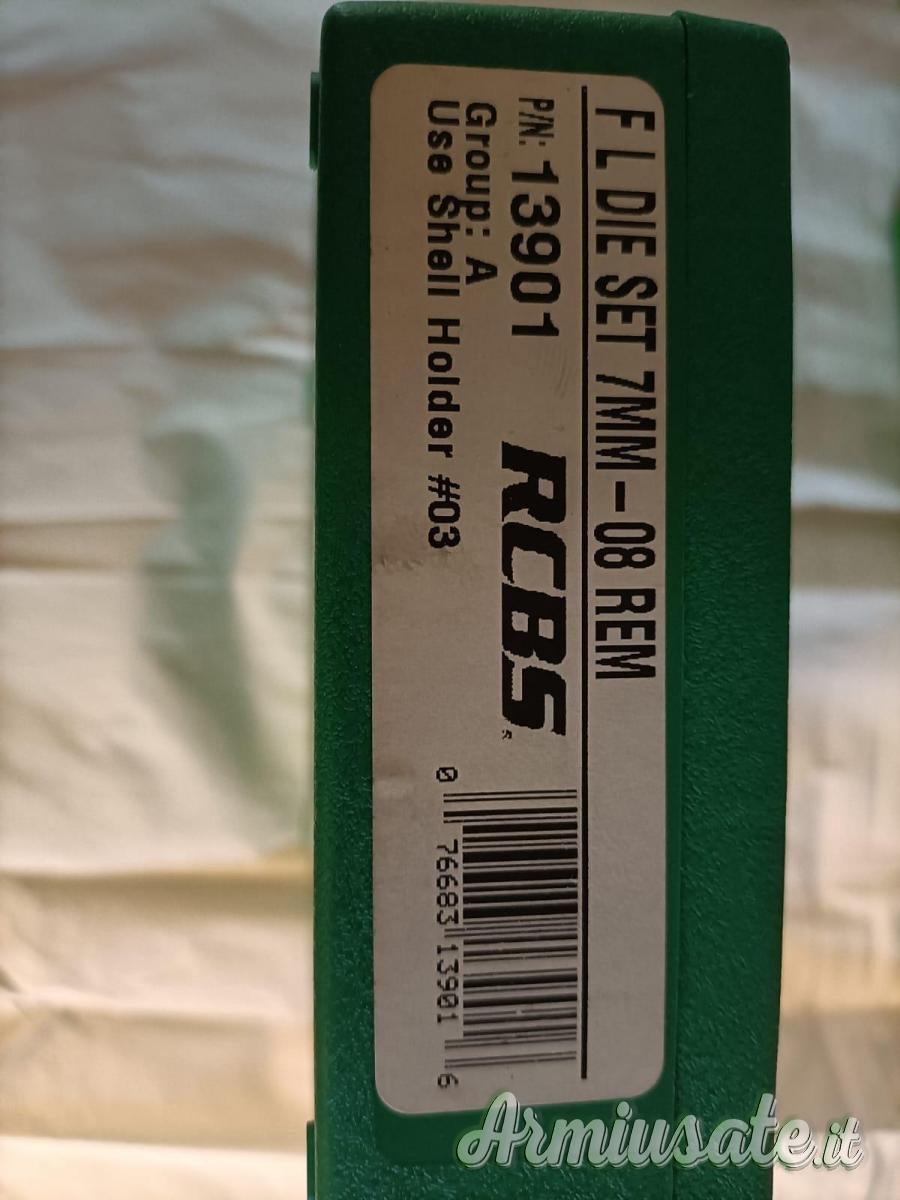 F L DIE SET 7MM-08 REM
P/N: 13901
RCBS
Group: A
Use Shell Holder #03
0 76683 13901 6
Armiusate.it